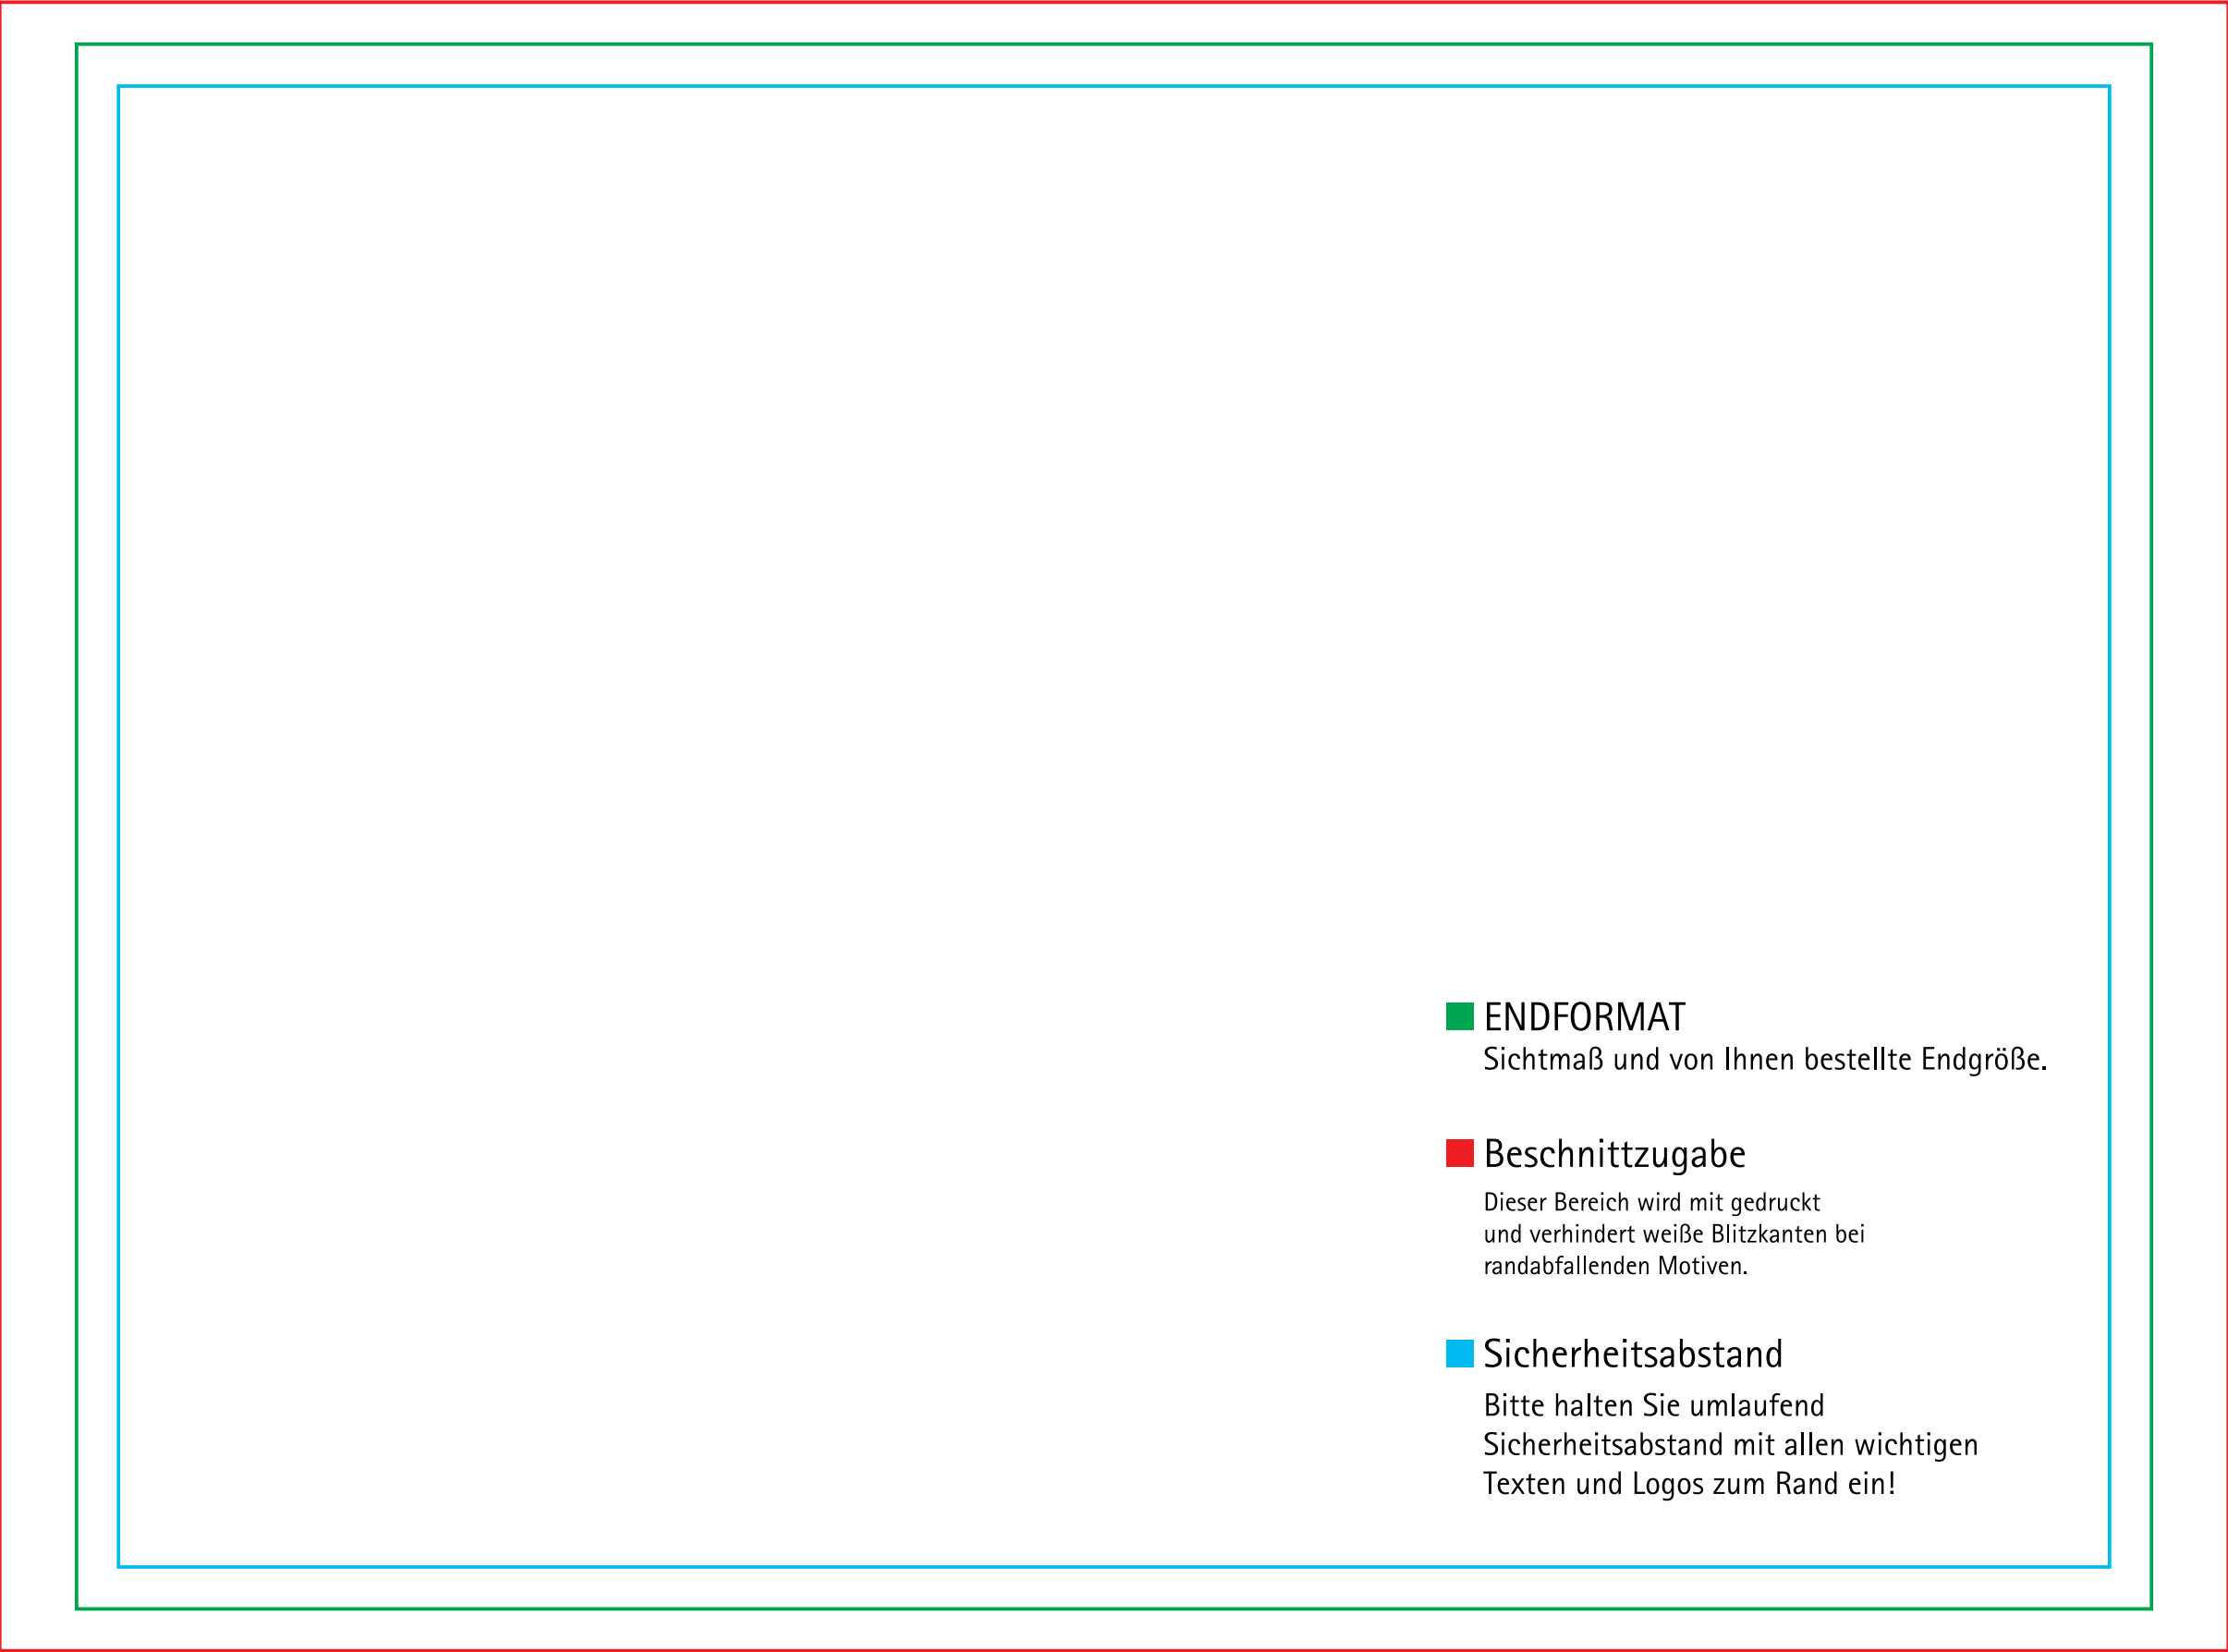 ENDFORMAT
Sichtmaß und von Ihnen bestellte Endgröße.
Beschnittzugabe
Dieser Bereich wird mit gedruckt
und verhindert weiße Blitzkanten bei
randabfallenden Motiven.
Sicherheitsabstand
Bitte halten Sie umlaufend
Sicherheitsabstand mit allen wichtigen
Texten und Logos zum Rand ein!